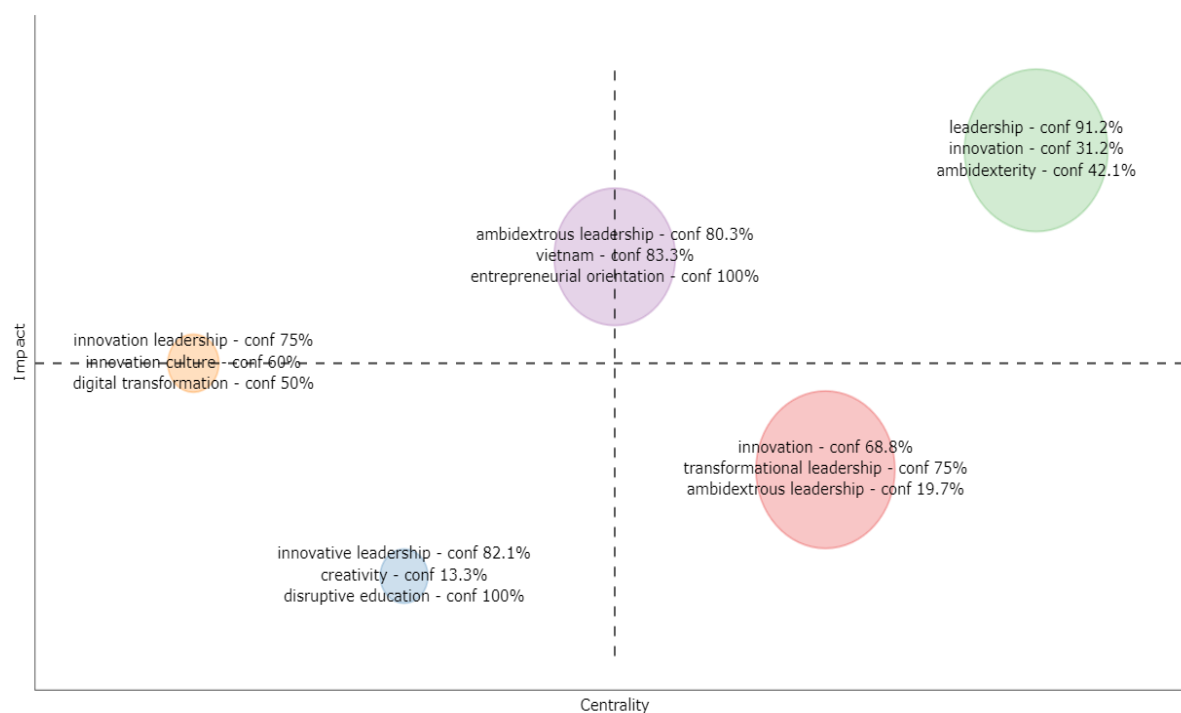 leadership - conf 91.2%
innovation - conf 31.2%
ambidexterity - conf 42.1%
ambidextrous leadership - conf 80.3%
vietnam - conf 83.3%
entrepreneurial orientation - conf 100%
innovation leadership - conf 75%
innovation culture - conf 60%
digital transformation - conf 50%
Impact
innovation - conf 68.8%
transformational leadership - conf 75%
ambidextrous leadership - conf 19.7%
innovative leadership - conf 82.1%
creativity - conf 13.3%
disruptive education - conf 100%
Centrality